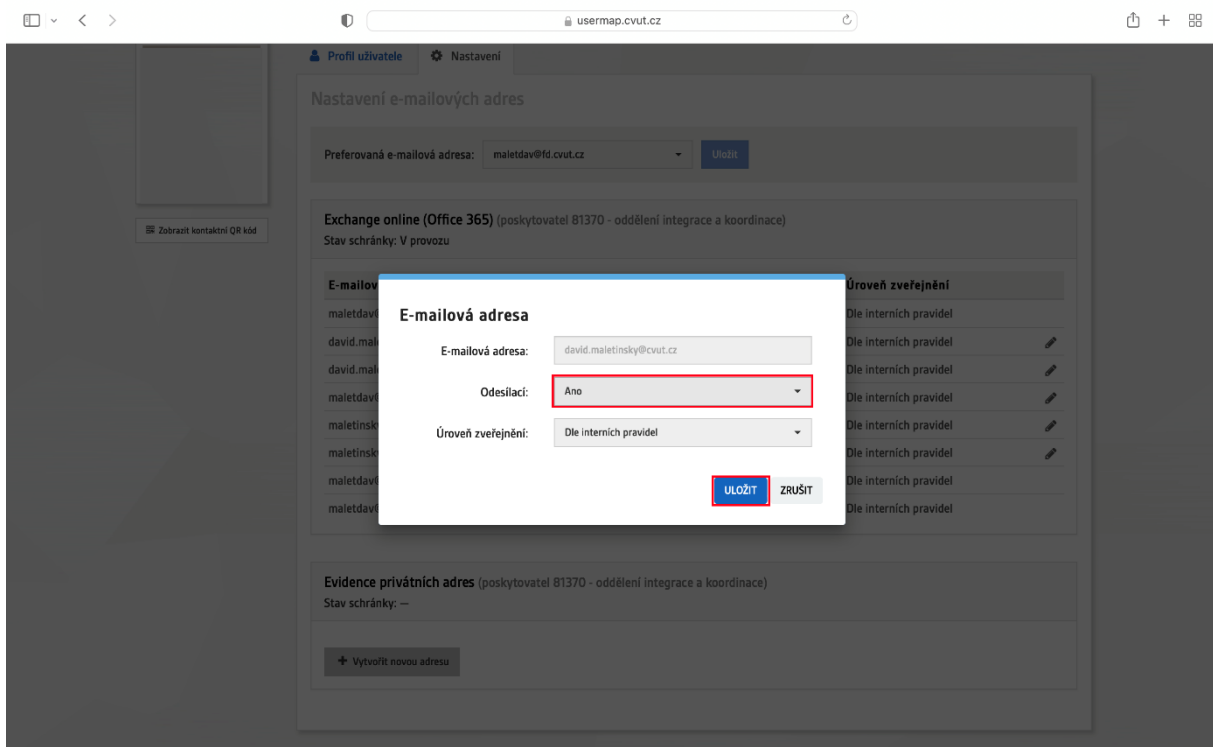 usermap.cvut.cz
Profil uživatele
Nastavení
Nastavení e-mailových adres
Preferovaná e-mailová adresa: maletdav@fd.cvut.cz Uložit
Zobrazit kontaktní QR kód
Exchange online (Office 365) (poskytovatel 81370 - oddělení integrace a koordinace)
Stav schránky: V provozu
E-mailov Úroveň zveřejnění
maletdav@ Dle interních pravidel
david.mal Dle interních pravidel
david.mal Dle interních pravidel
maletdav@ Dle interních pravidel
maletinsk Dle interních pravidel
maletinsk Dle interních pravidel
maletdav@ Dle interních pravidel
maletdav@ Dle interních pravidel
E-mailová adresa
E-mailová adresa: david.maletinsky@cvut.cz
Odesílací: Ano
Úroveň zveřejnění: Dle interních pravidel
ULOŽIT ZRUŠIT
Evidence privátních adres (poskytovatel 81370 - oddělení integrace a koordinace)
Stav schránky: —
+ Vytvořit novou adresu